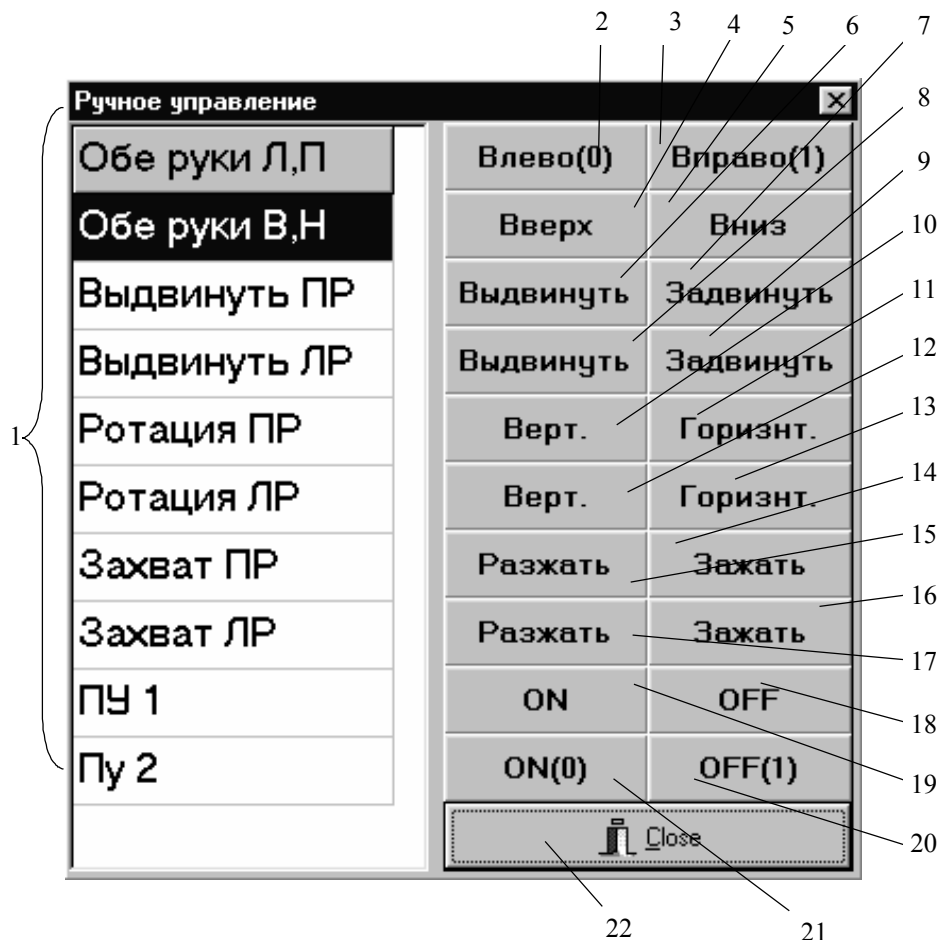 2 3 4 5 6 7
Ручное управление
8
Обе руки Л,П Влево(0) Вправо(1)
9
Обе руки В,Н Вверх Вниз
10
Выдвинуть ПР Выдвинуть Задвинуть
11
Выдвинуть ЛР Выдвинуть Задвинуть
12
1 Ротация ПР Верт. Горизнт.
13
Ротация ЛР Верт. Горизнт.
14
Захват ПР Разжать Зажать
15
16
Захват ЛР Разжать Зажать
17
ПУ 1 ON OFF
18
Пу 2 ON(0) OFF(1)
19
Close
20
22 21